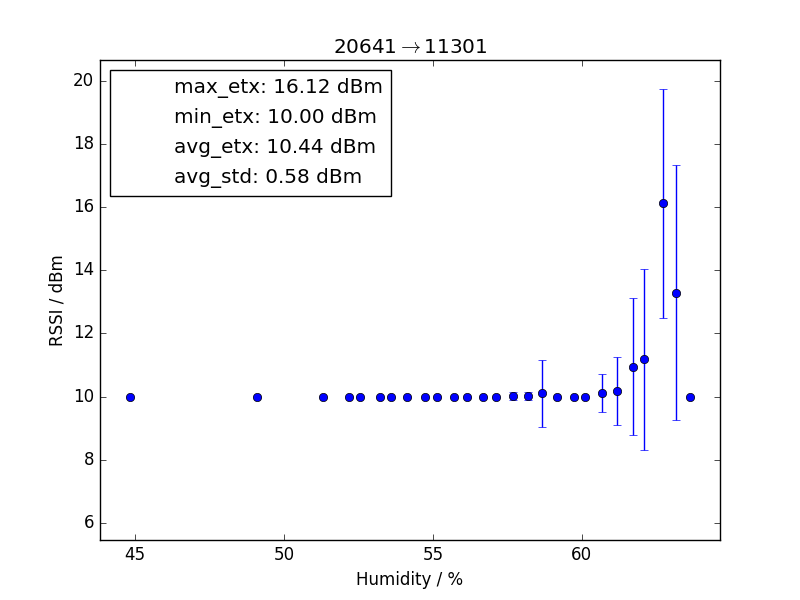 20641→11301
max_etx: 16.12 dBm
min_etx: 10.00 dBm
avg_etx: 10.44 dBm
avg_std: 0.58 dBm
RSSI / dBm
20
18
16
14
12
10
8
6
45 50 55 60
Humidity / %